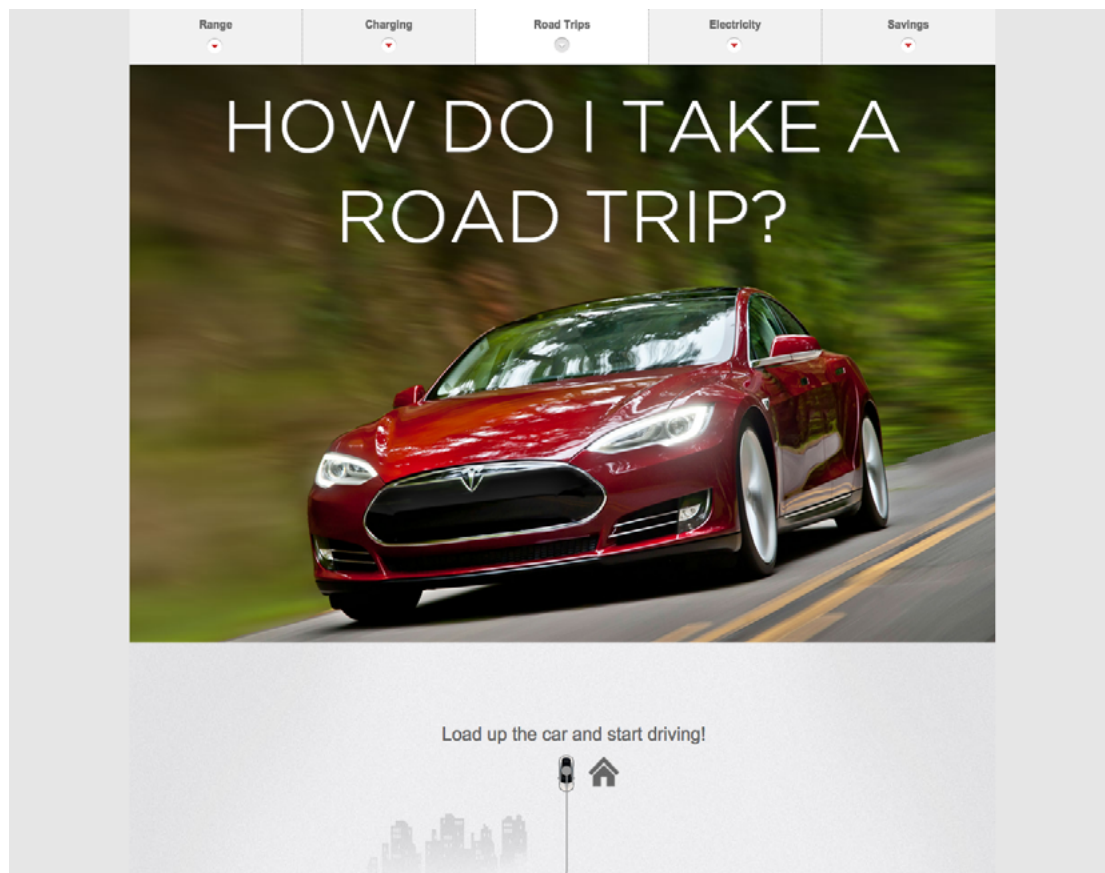 Range
Charging
Road Trips
Electricity
Savings
HOW DO I TAKE A
ROAD TRIP?
Load up the car and start driving!